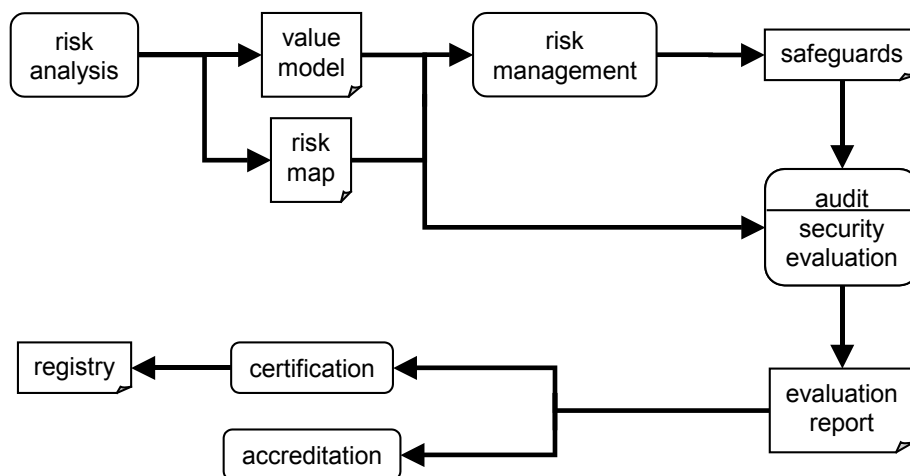 risk
analysis
value
model
risk
map
risk
management
safeguards
audit
security
evaluation
evaluation
report
certification
registry
accreditation